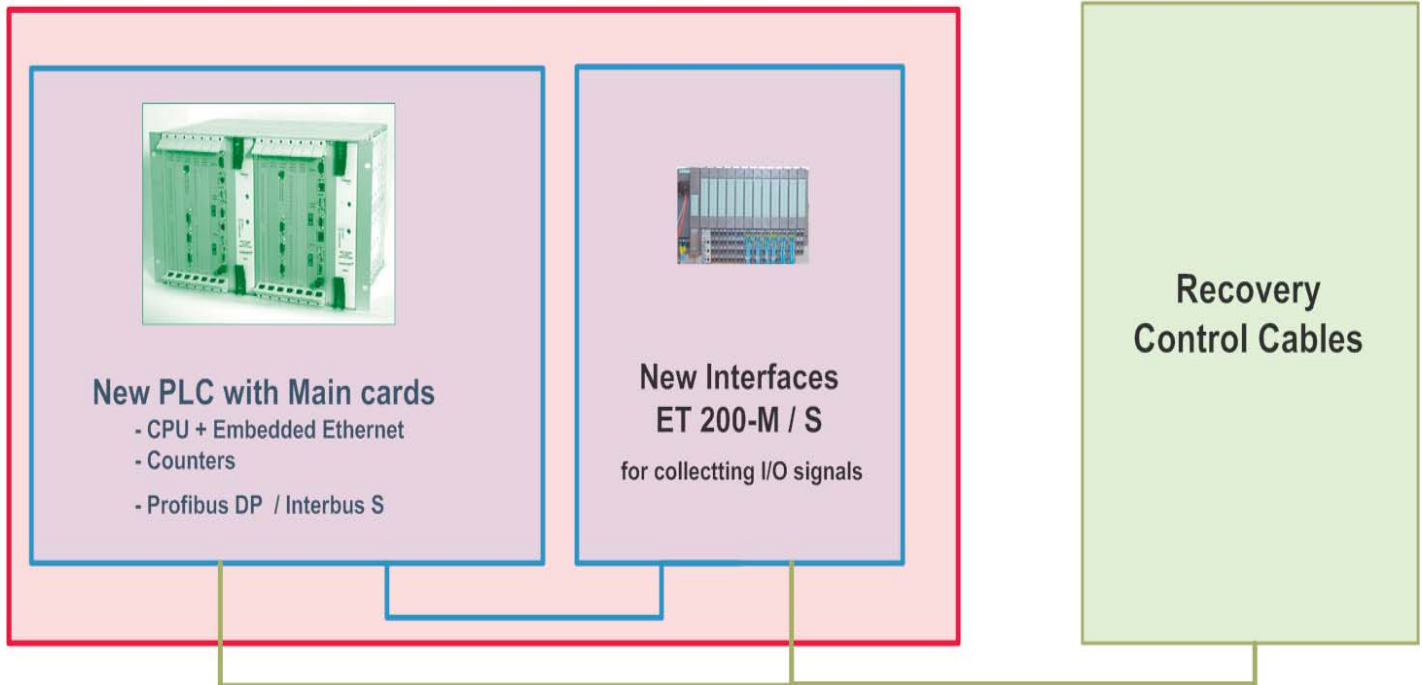 New PLC with Main cards
- CPU + Embedded Ethernet
- Counters
- Profibus DP / Interbus S
New Interfaces
ET 200-M / S
for collectting I/O signals
Recovery
Control Cables